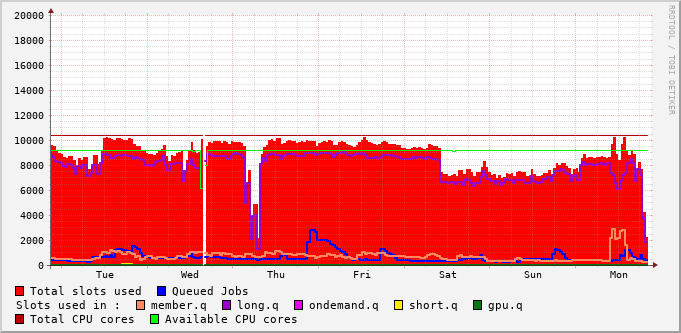 20000
18000
16000
14000
12000
10000
8000
6000
4000
2000
0
Tue Wed Thu Fri Sat Sun Mon
RRDTOOL / TOBI OETIKER
Total slots used Queued Jobs
Slots used in : member.q long.q ondemand.q short.q gpu.q
Total CPU cores Available CPU cores